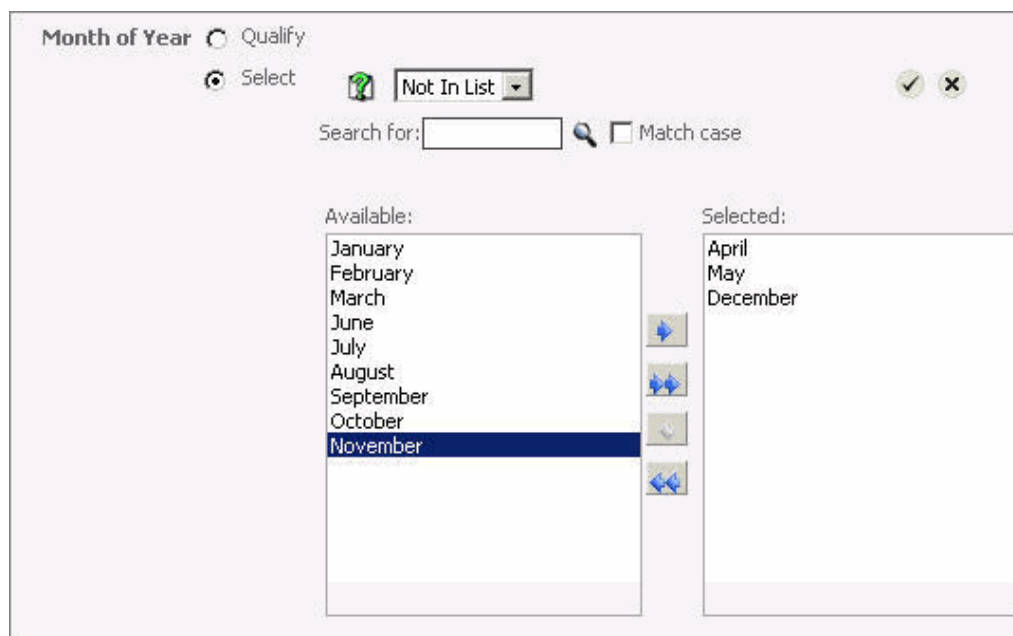 Month of Year Qualify
Select Not In List
Search for: Match case
Available: Selected:
January April
February May
March December
June
July
August
September
October
November